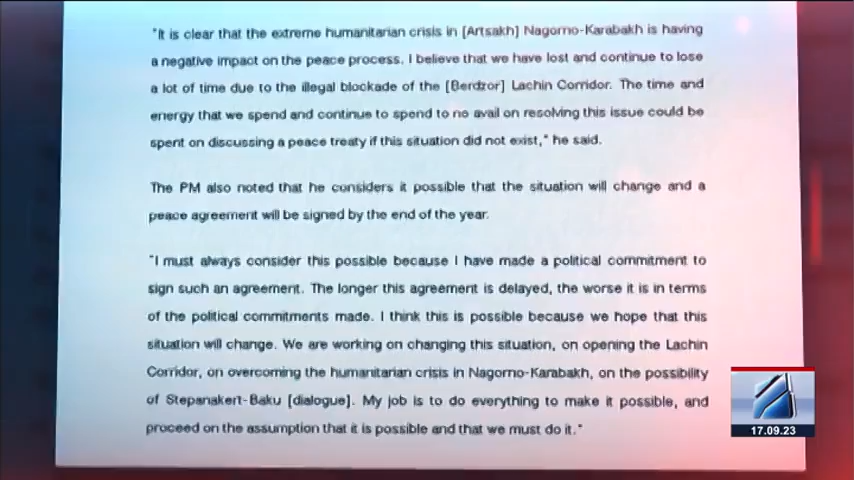 "It is clear that the extreme humanitarian crisis in [Artsakh] Nagorno-Karabakh is having
a negative impact on the peace process. I believe that we have lost and continue to lose
a lot of time due to the illegal blockade of the [Berdzor] Lachin Corridor. The time and
energy that we spend and continue to spend to no avail on resolving this issue could be
spent on discussing a peace treaty if this situation did not exist," he said.
The PM also noted that he considers it possible that the situation will change and a
peace agreement will be signed by the end of the year.
"I must always consider this possible because I have made a political commitment to
sign such an agreement. The longer this agreement is delayed, the worse it is in terms
of the political commitments made. I think this is possible because we hope that this
situation will change. We are working on changing this situation, on opening the Lachin
Corridor, on overcoming the humanitarian crisis in Nagorno-Karabakh, on the possibility
of Stepanakert-Baku [dialogue]. My job is to do everything to make it possible, and
proceed on the assumption that it is possible and that we must do it."
17.09.23